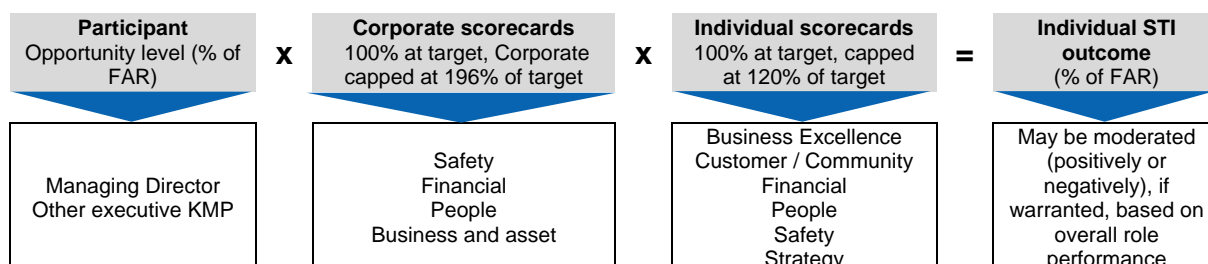 Participant
Opportunity level (% of
FAR)
x
Corporate scorecards
100% at target, Corporate
capped at 196% of target
x
Individual scorecards
100% at target, capped
at 120% of target
=
Individual STI
outcome
(% of FAR)
Managing Director
Other executive KMP
Safety
Financial
People
Business and asset
Business Excellence
Customer / Community
Financial
People
Safety
Strategy
May be moderated
(positively or
negatively), if
warranted, based on
overall role
performance